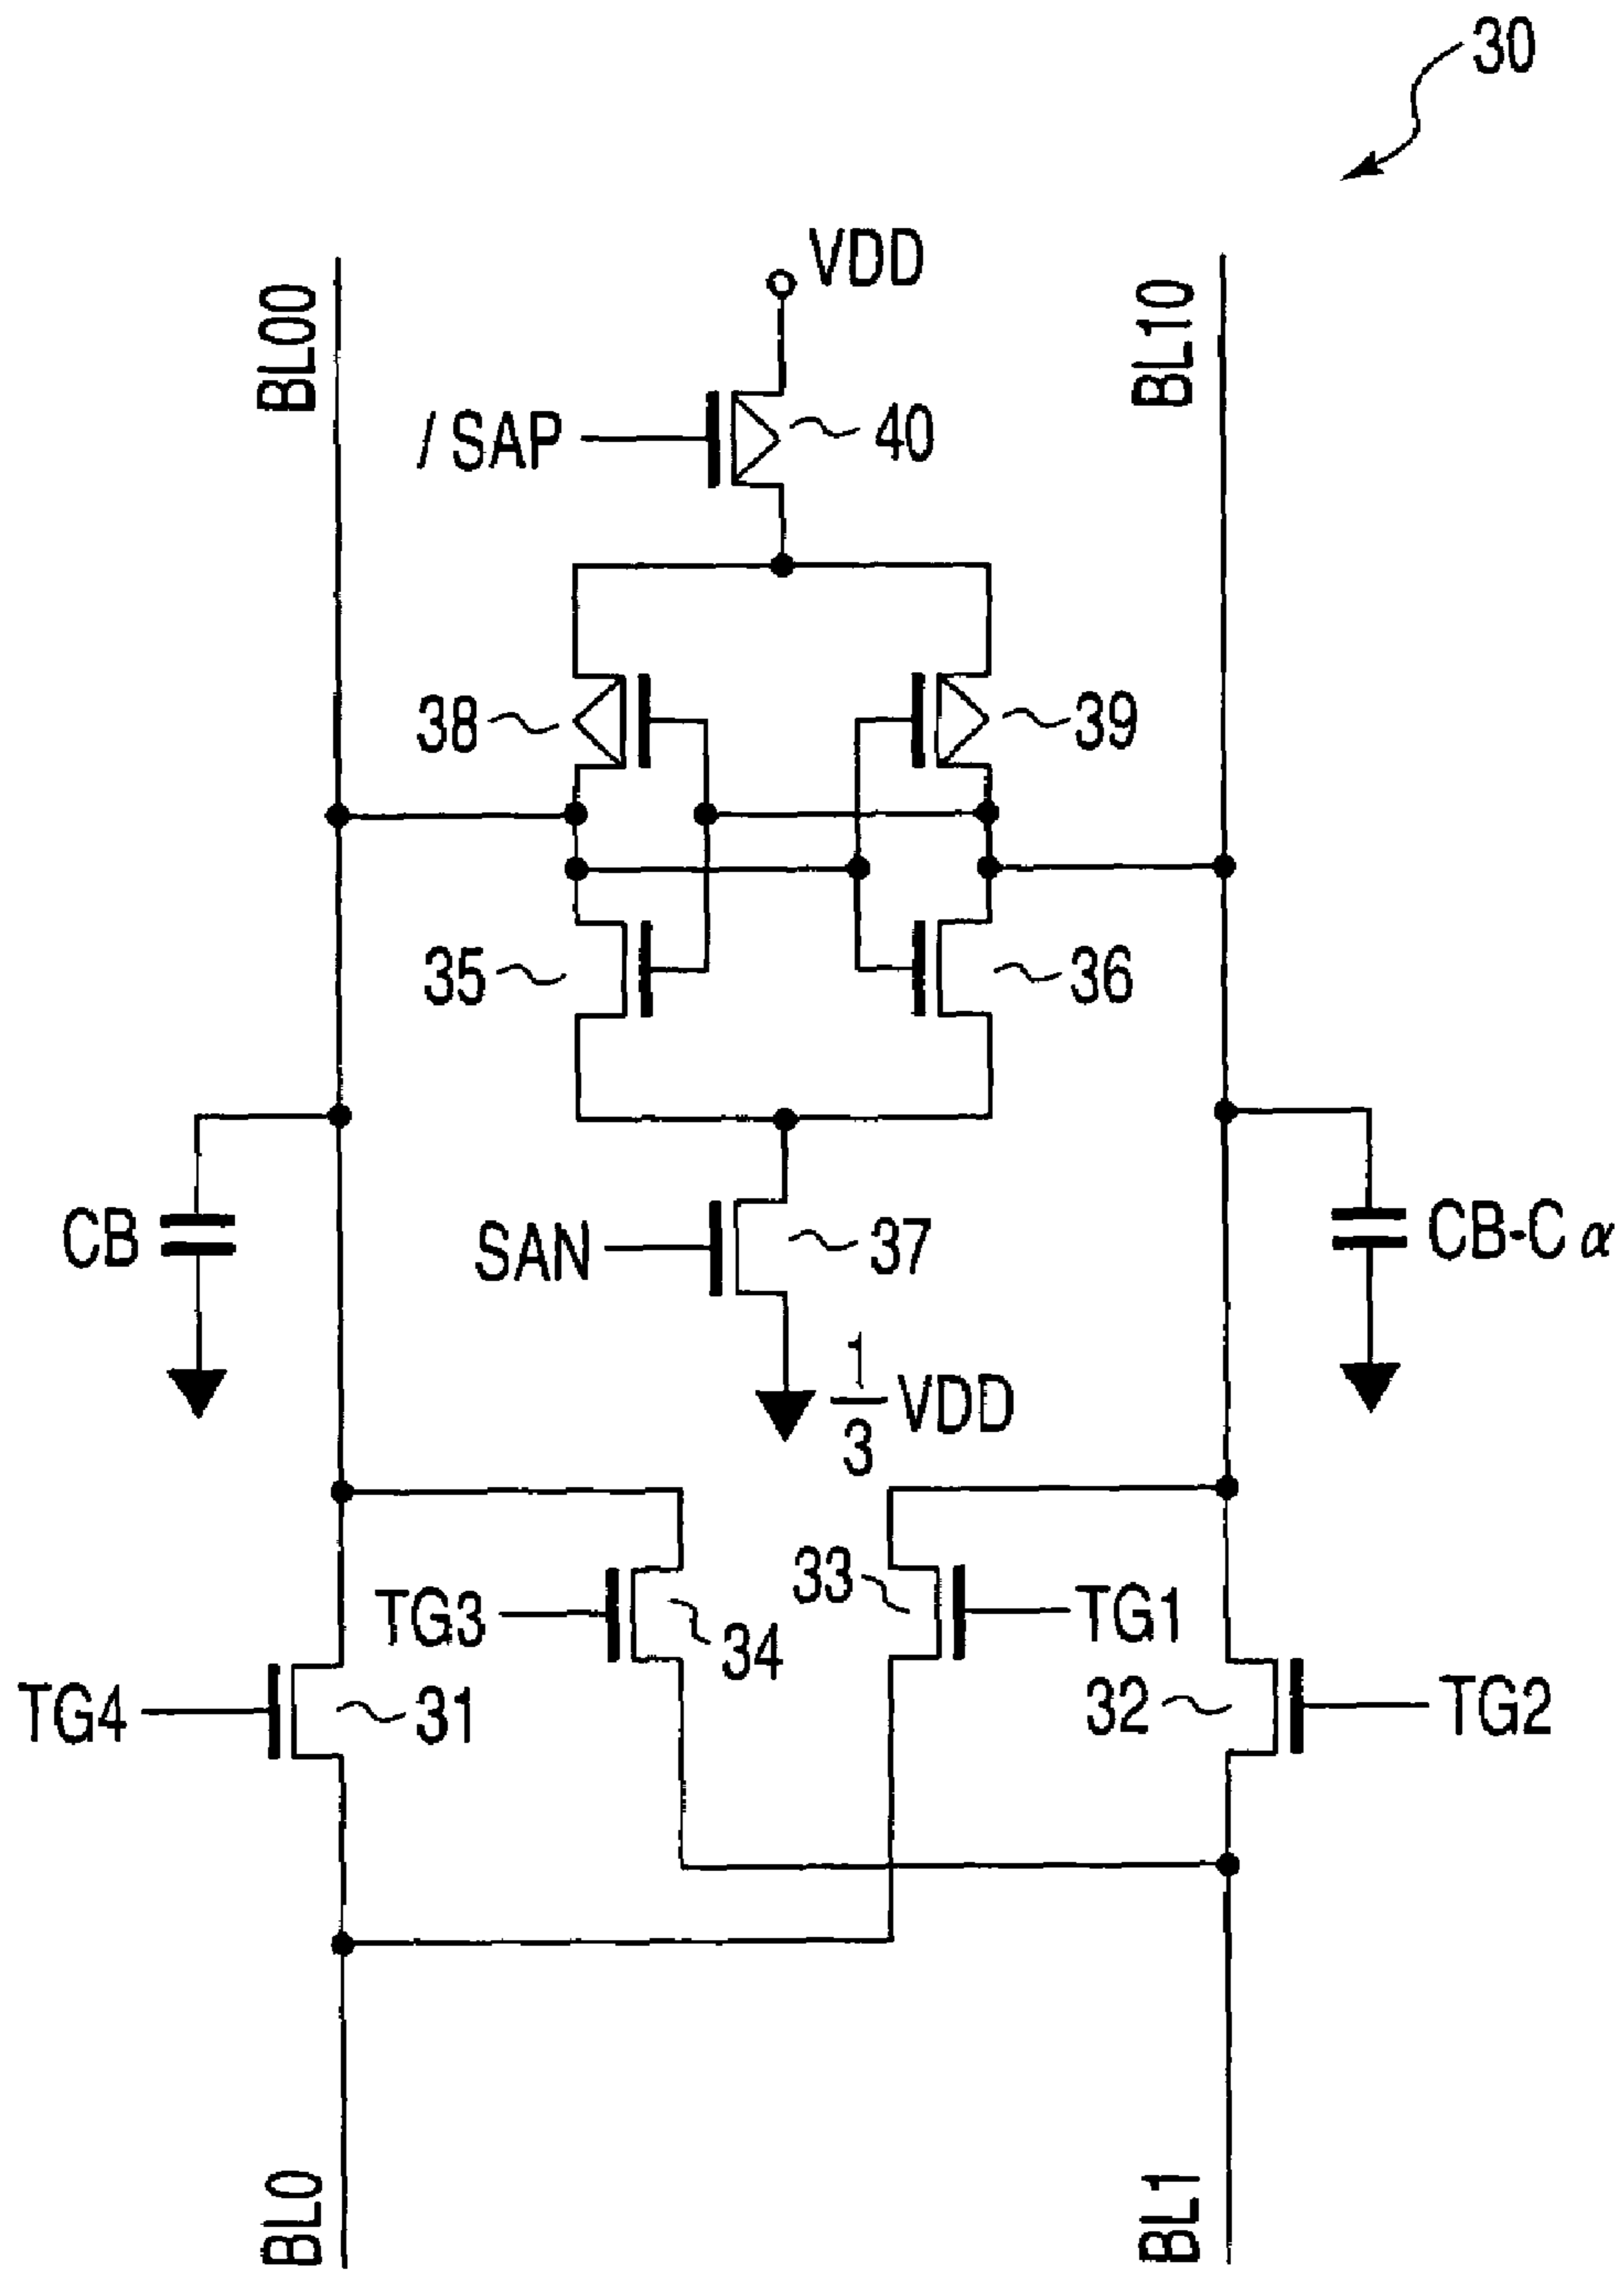 30
VDD
BL00
BL10
/ SAP
40
38
39
35
36
CB
SAN
37
CB-Cα
1/3 VDD
TG3
34
33
TG1
TG4
31
32
TG2
BL0
BL1